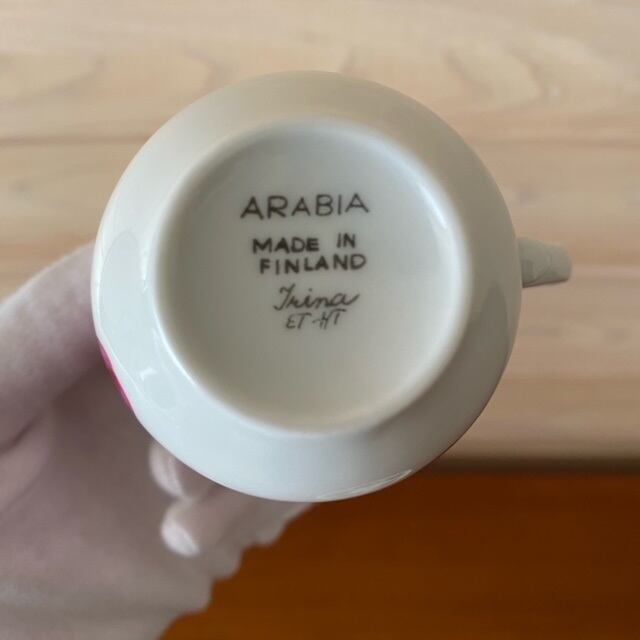 ARABIA
MADE IN
FINLAND
Irina
ET-HT